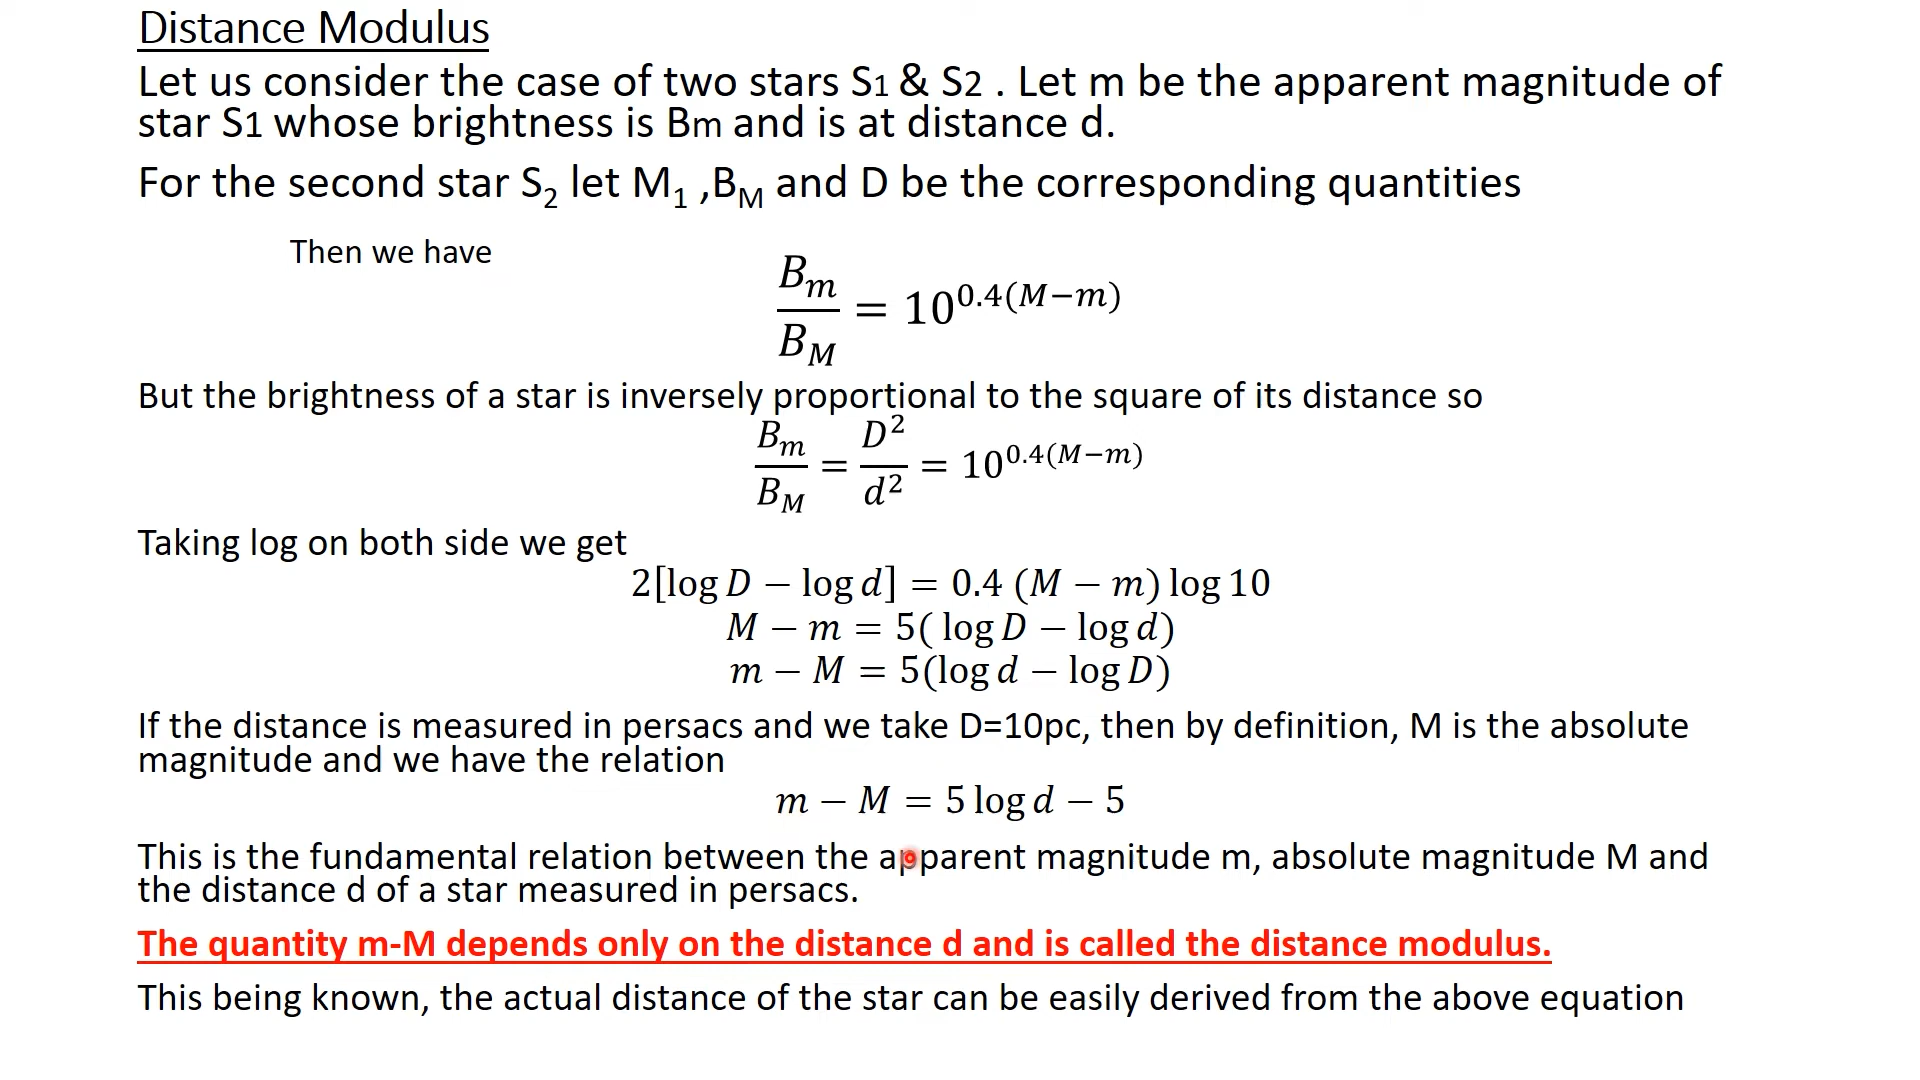 Distance Modulus
Let us consider the case of two stars S1 & S2 . Let m be the apparent magnitude of
star S1 whose brightness is Bm and is at distance d.
For the second star S₂ let M₁ ,B_M and D be the corresponding quantities
Then we have
B_m / B_M = 10^{0.4(M−m)}
But the brightness of a star is inversely proportional to the square of its distance so
B_m / B_M = D² / d² = 10^{0.4(M−m)}
Taking log on both side we get
2[log D − log d] = 0.4 (M − m) log 10
M − m = 5( log D − log d)
m − M = 5(log d − log D)
If the distance is measured in persacs and we take D=10pc, then by definition, M is the absolute
magnitude and we have the relation
m − M = 5 log d − 5
This is the fundamental relation between the apparent magnitude m, absolute magnitude M and
the distance d of a star measured in persacs.
The quantity m-M depends only on the distance d and is called the distance modulus.
This being known, the actual distance of the star can be easily derived from the above equation